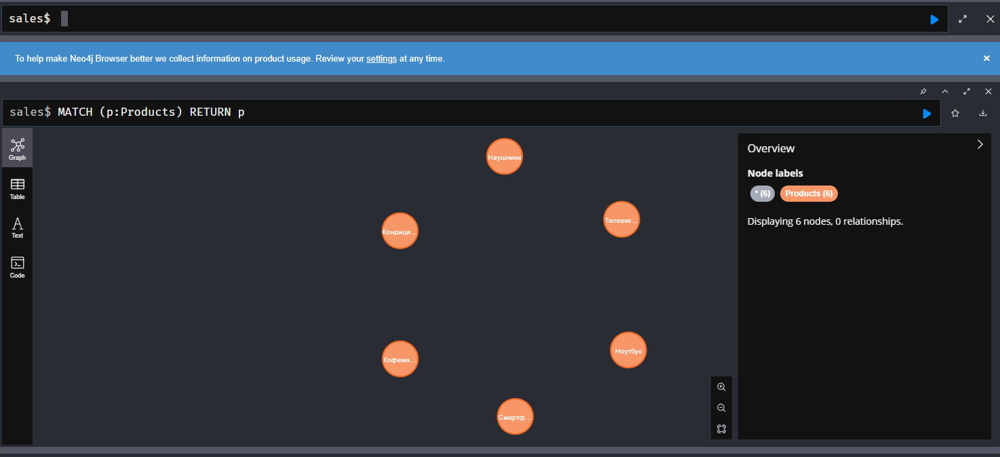 sales$
To help make Neo4j Browser better we collect information on product usage. Review your settings at any time.
sales$ MATCH (p:Products) RETURN p
Graph
Table
Text
Code
Наушники
Телевиз...
Кондици...
Ноутбук
Кофема...
Смартф...
Overview
Node labels
* (6) Products (6)
Displaying 6 nodes, 0 relationships.